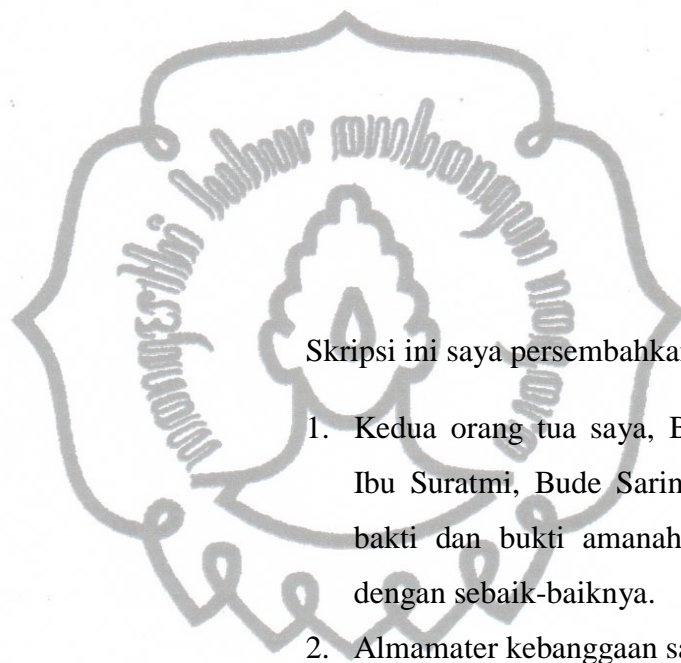 Skripsi ini saya persembahkan
1. Kedua orang tua saya, B
Ibu Suratmi, Bude Sarin
bakti dan bukti amanah
dengan sebaik-baiknya.
2. Almamater kebanggaan sa